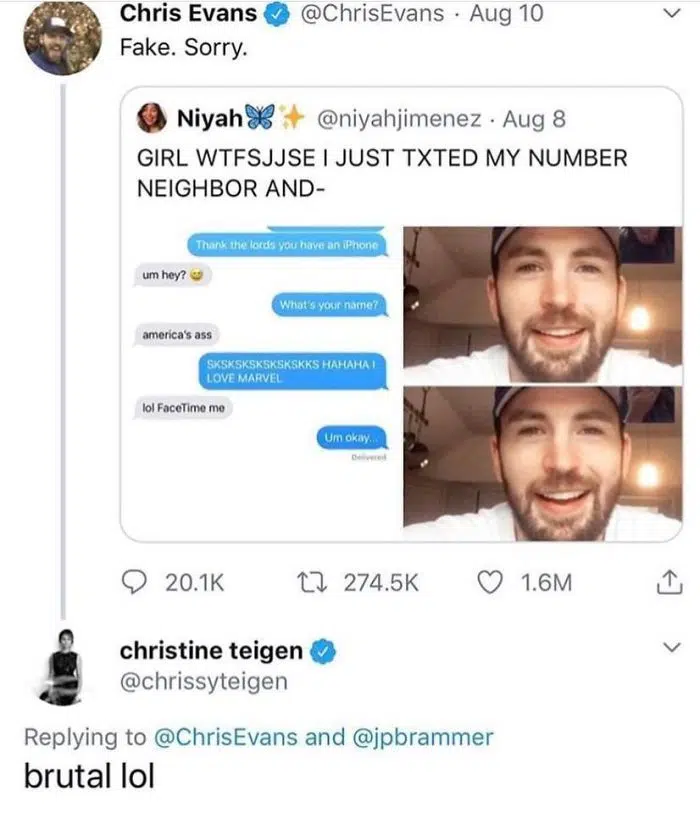 Chris Evans @ChrisEvans · Aug 10
Fake. Sorry.
Niyah🦋✨ @niyahjimenez · Aug 8
GIRL WTFSJJSE I JUST TXTED MY NUMBER
NEIGHBOR AND-
Thank the lords you have an iPhone
um hey? 😄
What's your name?
america's ass
SKSKSKSKSKSKSKKS HAHAHA I
LOVE MARVEL
lol FaceTime me
Um okay...
Delivered
20.1K 274.5K 1.6M
christine teigen
@chrissyteigen
Replying to @ChrisEvans and @jpbrammer
brutal lol